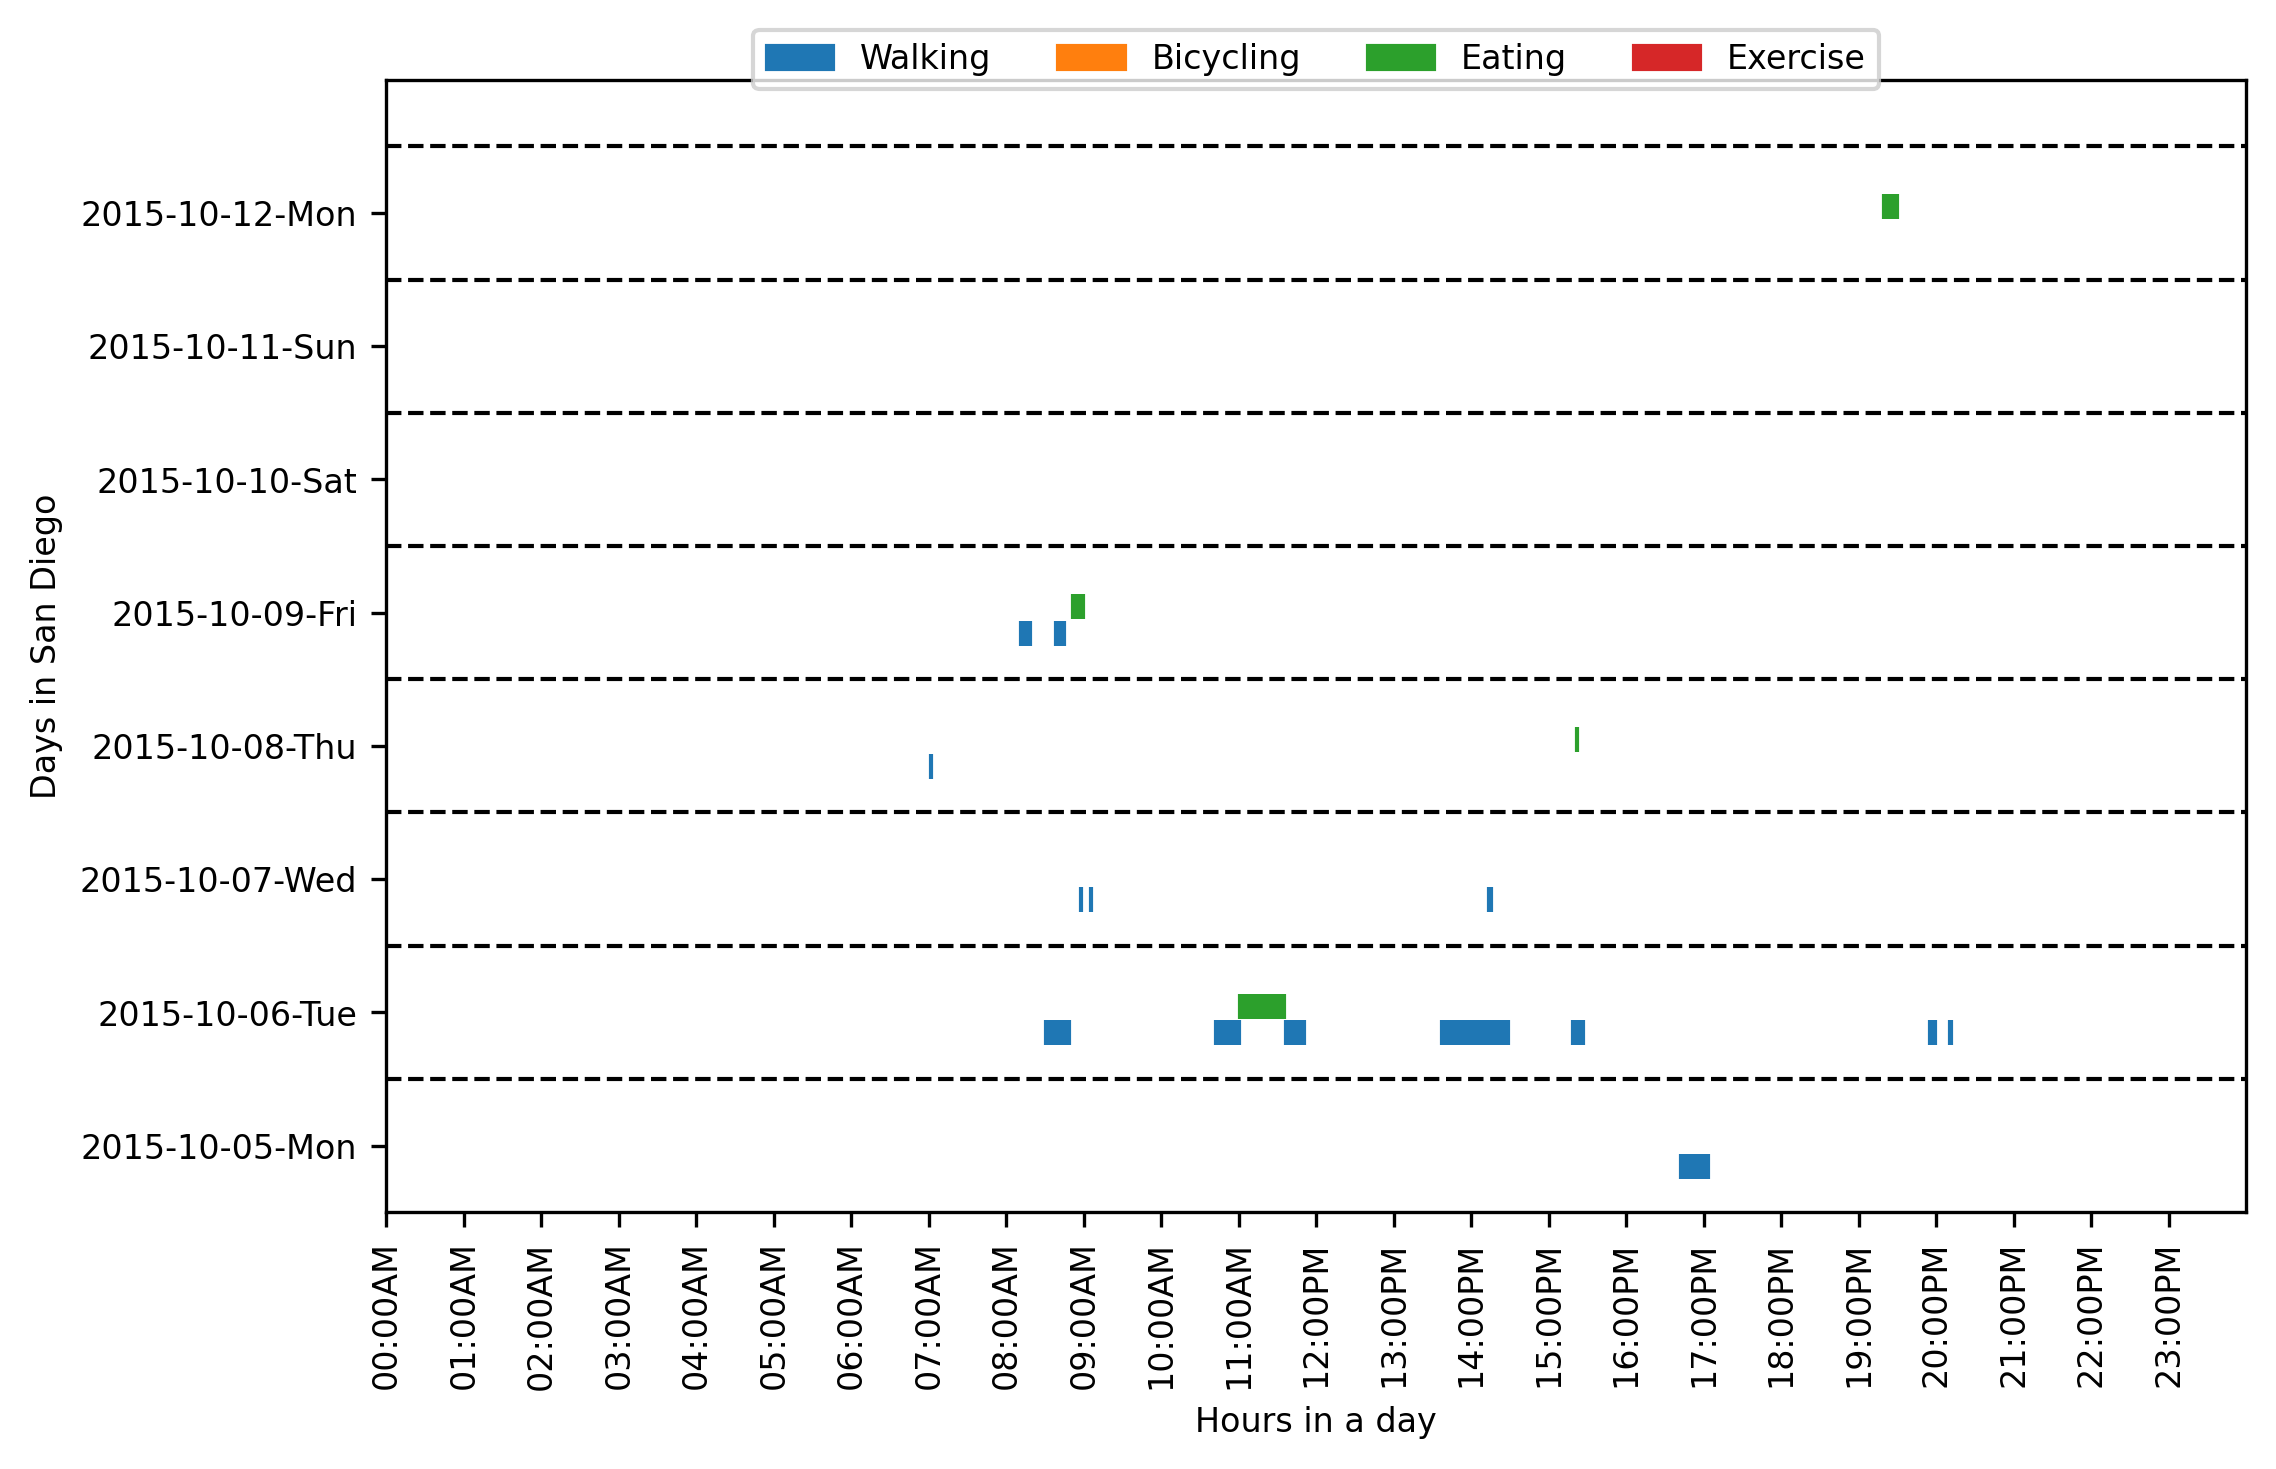 Walking Bicycling Eating Exercise
Days in San Diego
2015-10-12-Mon
2015-10-11-Sun
2015-10-10-Sat
2015-10-09-Fri
2015-10-08-Thu
2015-10-07-Wed
2015-10-06-Tue
2015-10-05-Mon
00:00AM
01:00AM
02:00AM
03:00AM
04:00AM
05:00AM
06:00AM
07:00AM
08:00AM
09:00AM
10:00AM
11:00AM
12:00PM
13:00PM
14:00PM
15:00PM
16:00PM
17:00PM
18:00PM
19:00PM
20:00PM
21:00PM
22:00PM
23:00PM
Hours in a day